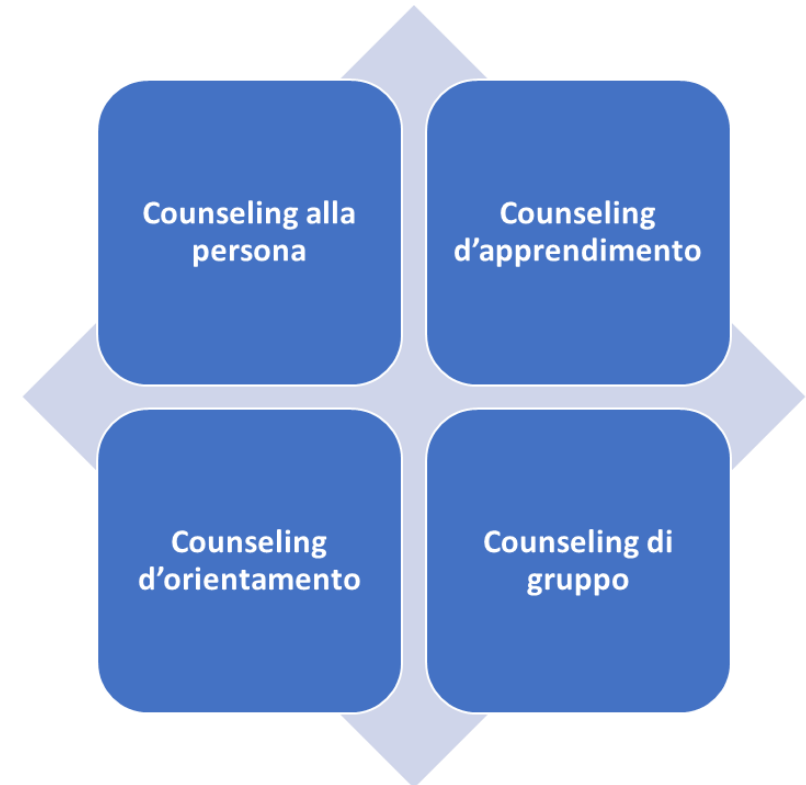 Counseling alla
persona
Counseling
d’apprendimento
Counseling
d’orientamento
Counseling di
gruppo